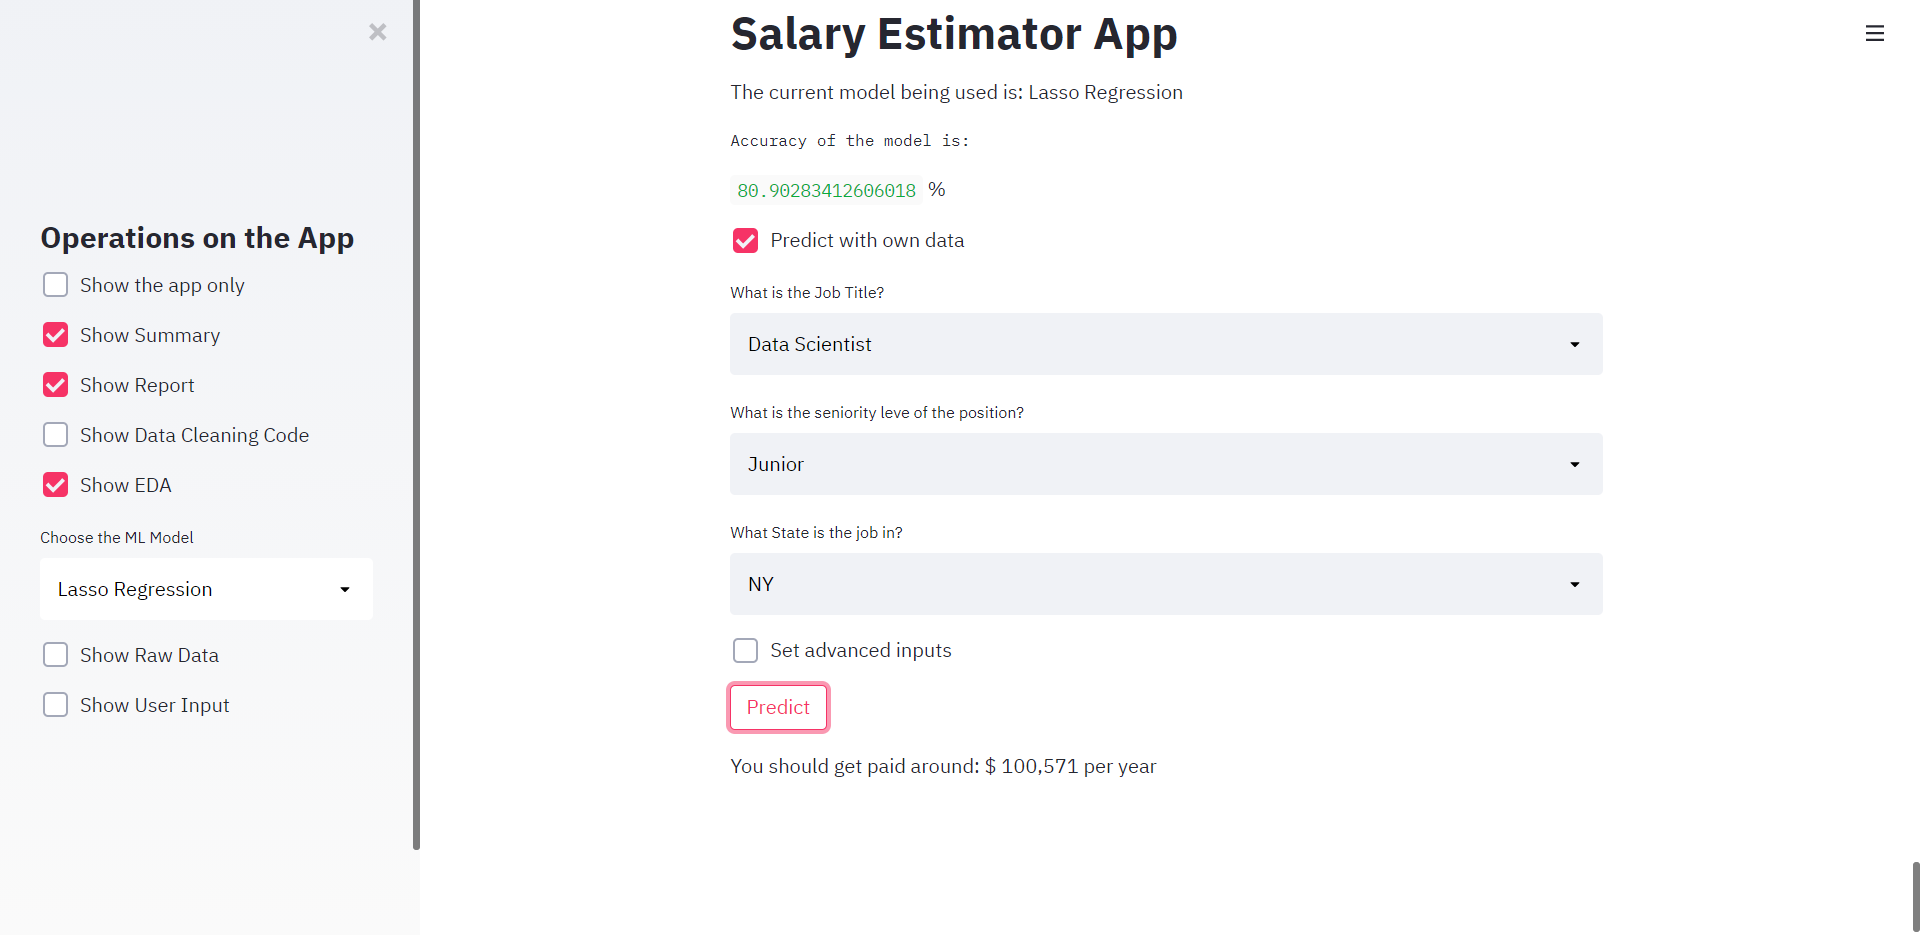 Operations on the App
Show the app only
Show Summary
Show Report
Show Data Cleaning Code
Show EDA
Choose the ML Model
Lasso Regression
Show Raw Data
Show User Input
Salary Estimator App
The current model being used is: Lasso Regression
Accuracy of the model is:
80.90283412606018 %
Predict with own data
What is the Job Title?
Data Scientist
What is the seniority leve of the position?
Junior
What State is the job in?
NY
Set advanced inputs
Predict
You should get paid around: $ 100,571 per year